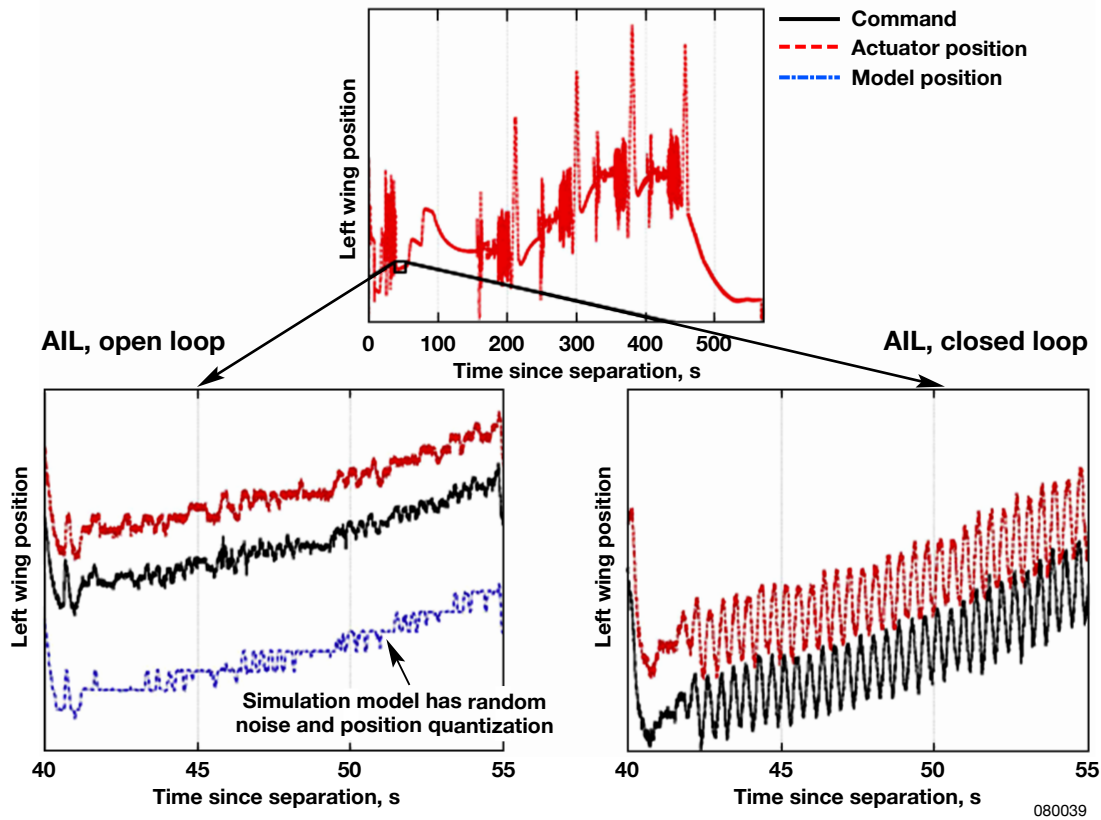 Command
Actuator position
Model position
Left wing position
0 100 200 300 400 500
Time since separation, s
AIL, open loop
AIL, closed loop
Left wing position
Simulation model has random
noise and position quantization
40 45 50 55
Time since separation, s
Left wing position
40 45 50 55
Time since separation, s
080039